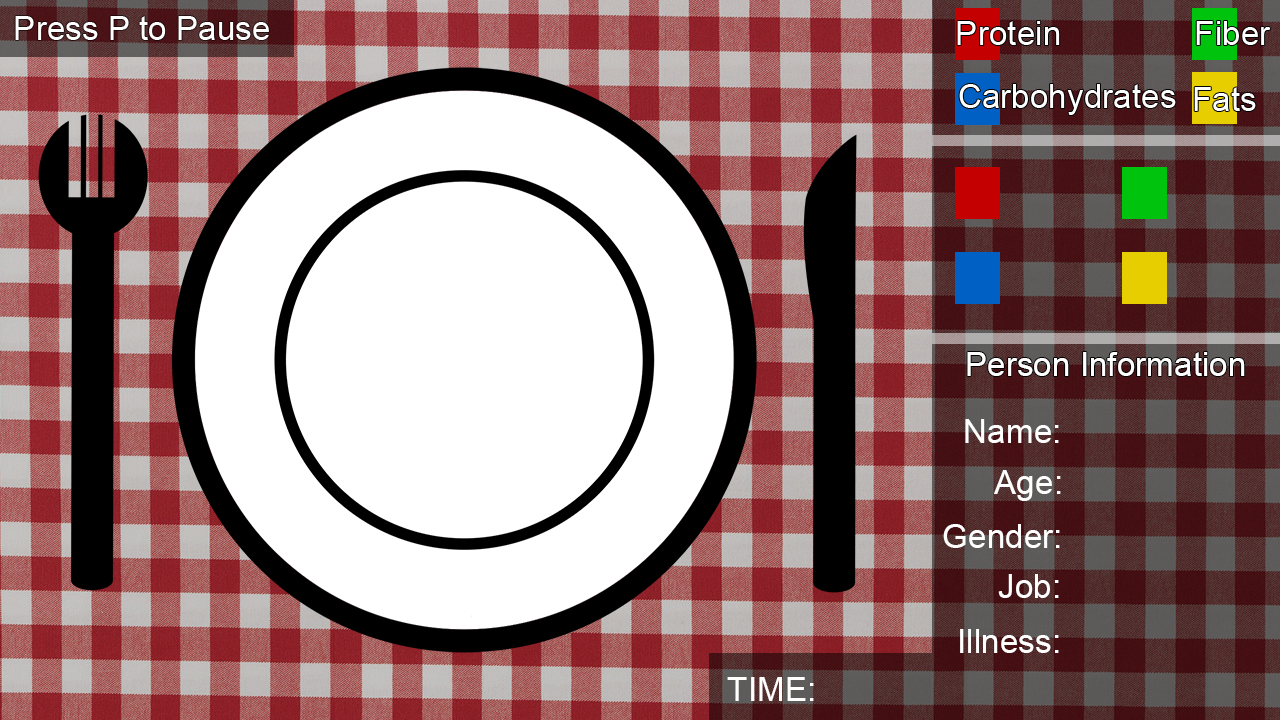 Press P to Pause
Protein
Fiber
Carbohydrates
Fats
Person Information
Name:
Age:
Gender:
Job:
Illness:
TIME: